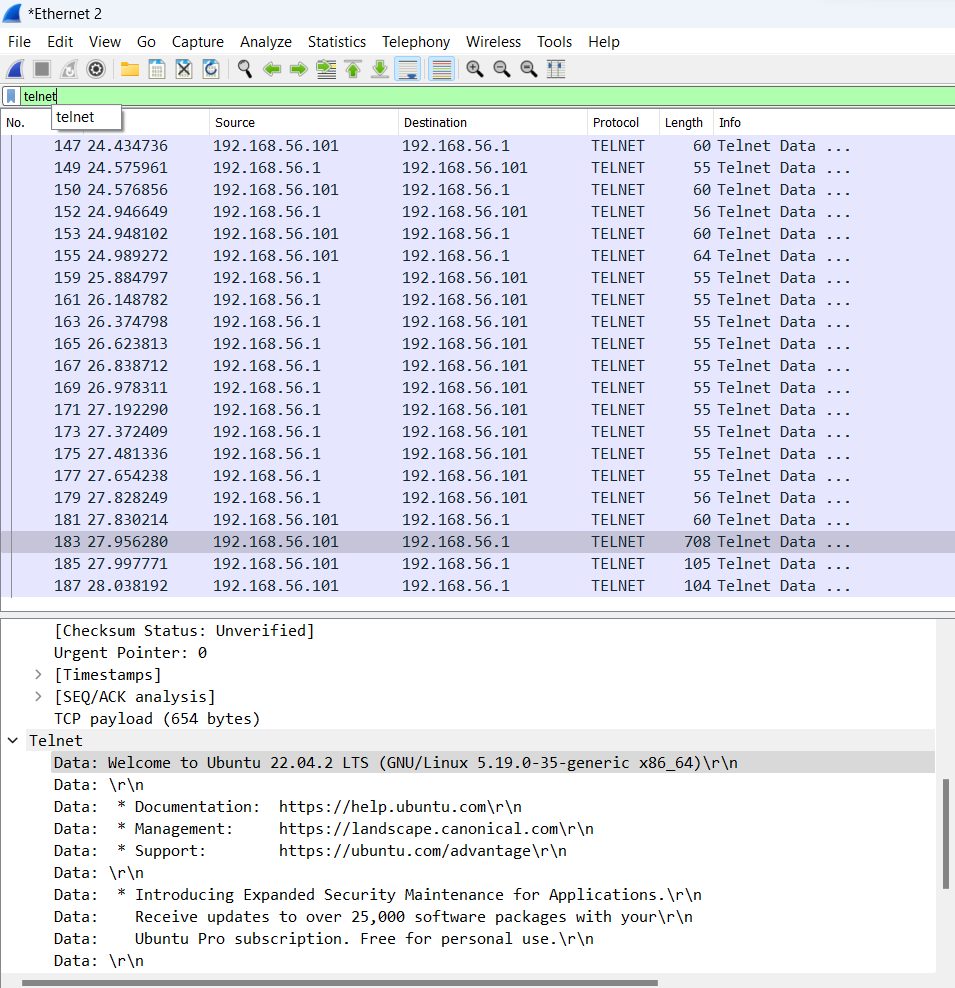 *Ethernet 2
File Edit View Go Capture Analyze Statistics Telephony Wireless Tools Help
telnet
telnet
No. Source Destination Protocol Length Info
147 24.434736 192.168.56.101 192.168.56.1 TELNET 60 Telnet Data ...
149 24.575961 192.168.56.1 192.168.56.101 TELNET 55 Telnet Data ...
150 24.576856 192.168.56.101 192.168.56.1 TELNET 60 Telnet Data ...
152 24.946649 192.168.56.1 192.168.56.101 TELNET 56 Telnet Data ...
153 24.948102 192.168.56.101 192.168.56.1 TELNET 60 Telnet Data ...
155 24.989272 192.168.56.101 192.168.56.1 TELNET 64 Telnet Data ...
159 25.884797 192.168.56.1 192.168.56.101 TELNET 55 Telnet Data ...
161 26.148782 192.168.56.1 192.168.56.101 TELNET 55 Telnet Data ...
163 26.374798 192.168.56.1 192.168.56.101 TELNET 55 Telnet Data ...
165 26.623813 192.168.56.1 192.168.56.101 TELNET 55 Telnet Data ...
167 26.838712 192.168.56.1 192.168.56.101 TELNET 55 Telnet Data ...
169 26.978311 192.168.56.1 192.168.56.101 TELNET 55 Telnet Data ...
171 27.192290 192.168.56.1 192.168.56.101 TELNET 55 Telnet Data ...
173 27.372409 192.168.56.1 192.168.56.101 TELNET 55 Telnet Data ...
175 27.481336 192.168.56.1 192.168.56.101 TELNET 55 Telnet Data ...
177 27.654238 192.168.56.1 192.168.56.101 TELNET 55 Telnet Data ...
179 27.828249 192.168.56.1 192.168.56.101 TELNET 56 Telnet Data ...
181 27.830214 192.168.56.101 192.168.56.1 TELNET 60 Telnet Data ...
183 27.956280 192.168.56.101 192.168.56.1 TELNET 708 Telnet Data ...
185 27.997771 192.168.56.101 192.168.56.1 TELNET 105 Telnet Data ...
187 28.038192 192.168.56.101 192.168.56.1 TELNET 104 Telnet Data ...
[Checksum Status: Unverified]
Urgent Pointer: 0
[Timestamps]
[SEQ/ACK analysis]
TCP payload (654 bytes)
Telnet
Data: Welcome to Ubuntu 22.04.2 LTS (GNU/Linux 5.19.0-35-generic x86_64)\r\n
Data: \r\n
Data:  * Documentation:  https://help.ubuntu.com\r\n
Data:  * Management:     https://landscape.canonical.com\r\n
Data:  * Support:        https://ubuntu.com/advantage\r\n
Data: \r\n
Data:  * Introducing Expanded Security Maintenance for Applications.\r\n
Data:    Receive updates to over 25,000 software packages with your\r\n
Data:    Ubuntu Pro subscription. Free for personal use.\r\n
Data: \r\n